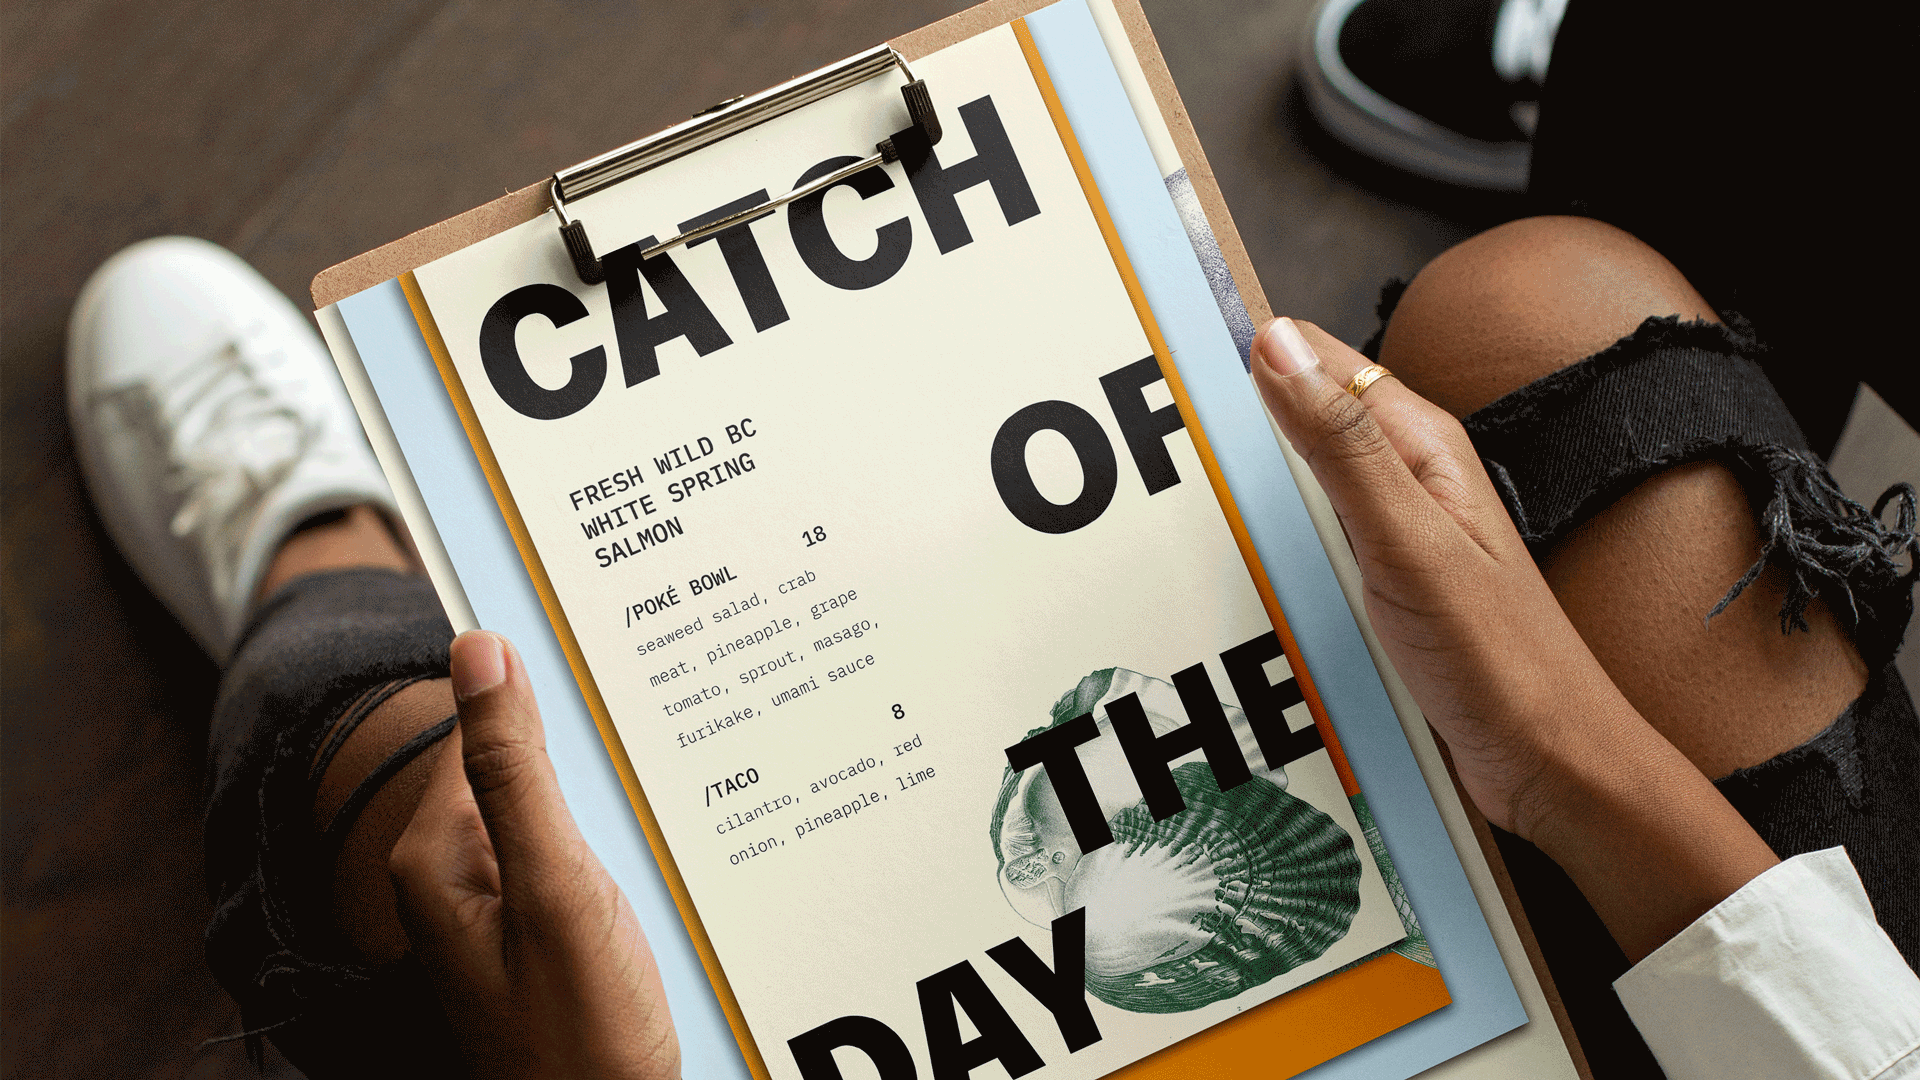 CATCH
OF
THE
DAY
FRESH WILD BC
WHITE SPRING
SALMON
18
/POKÉ BOWL
seaweed salad, crab
meat, pineapple, grape
tomato, sprout, masago,
furikake, umami sauce
8
/TACO
cilantro, avocado, red
onion, pineapple, lime